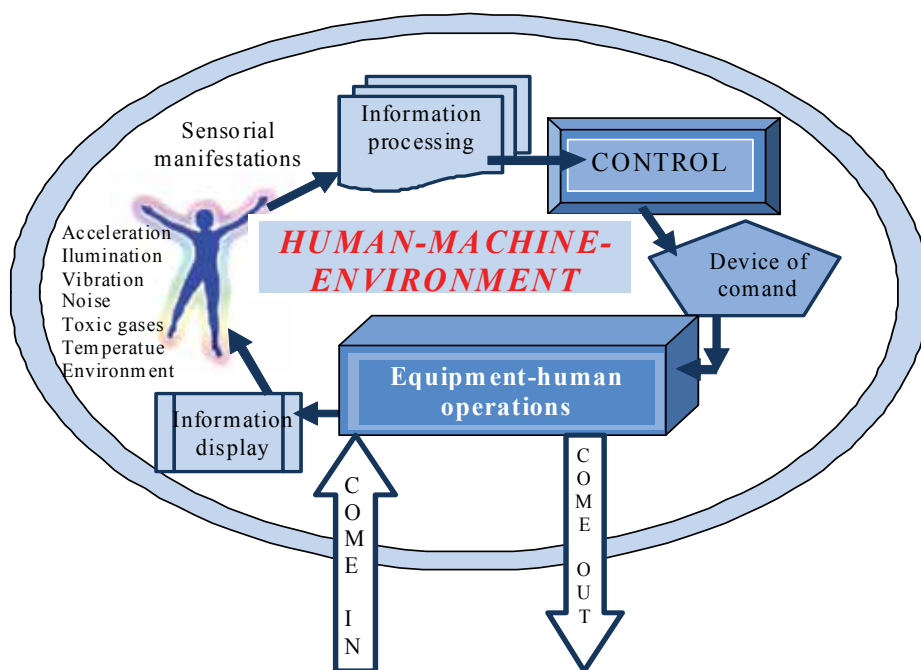 Information
processing
Sensorial
manifestations
CONTROL
HUMAN-MACHINE-
ENVIRONMENT
Acceleration
Ilumination
Vibration
Noise
Toxic gases
Temperatue
Environment
Device of
comand
Equipment-human
operations
Information
display
COME IN
COME OUT